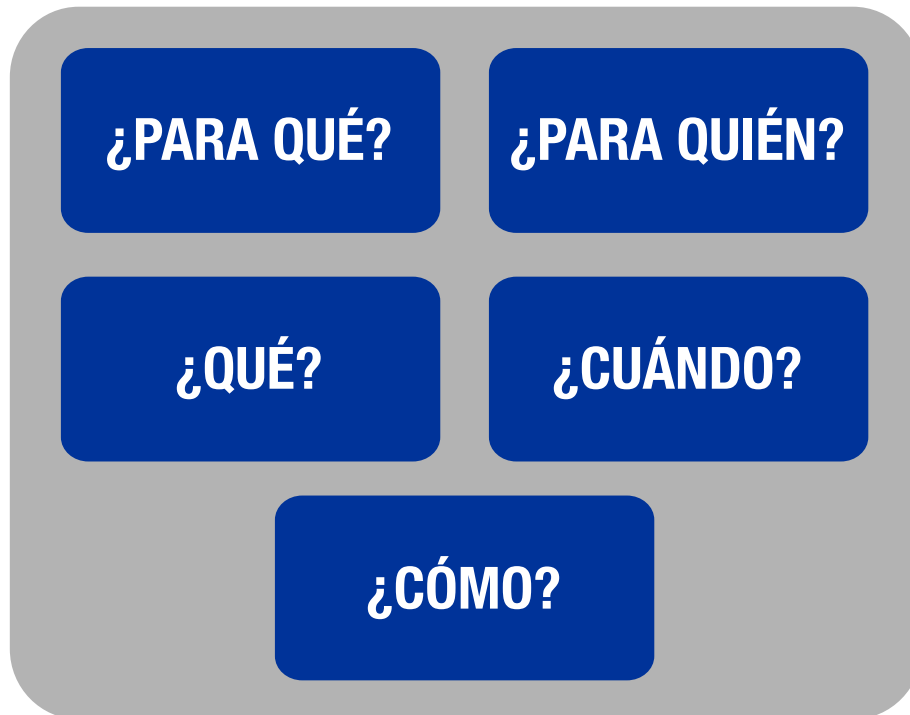 ¿PARA QUÉ?
¿PARA QUIÉN?
¿QUÉ?
¿CUÁNDO?
¿CÓMO?